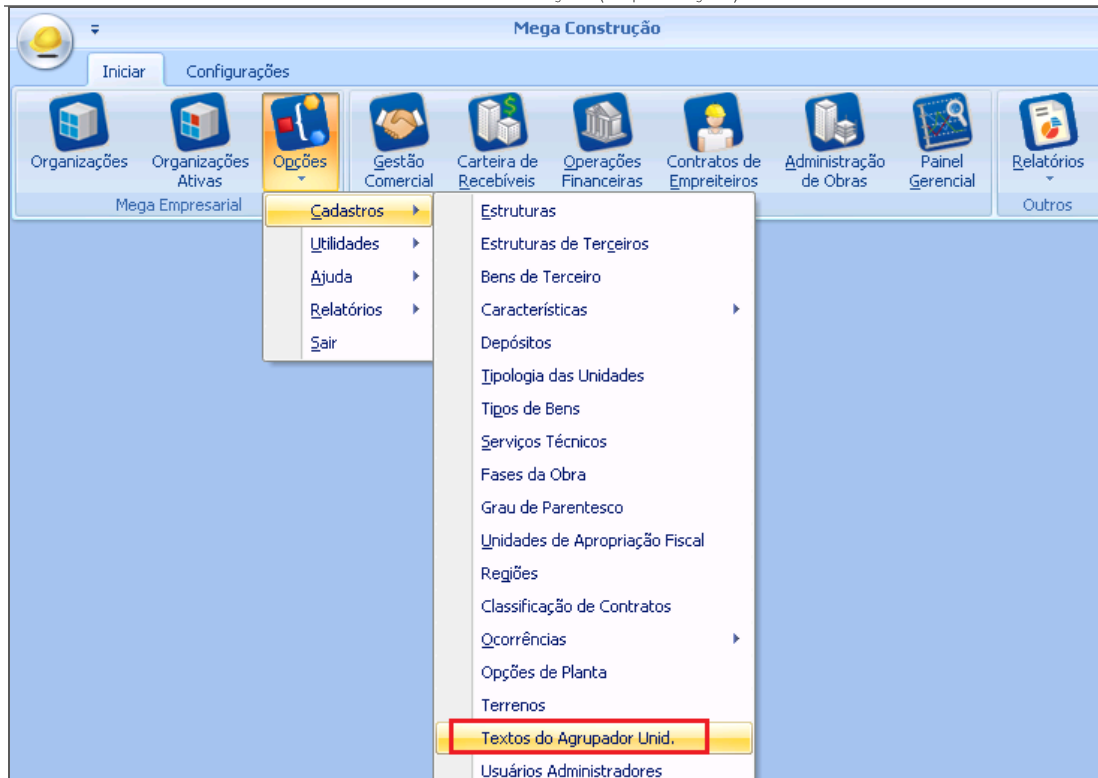 Mega Construção
Iniciar Configurações
Organizações
Organizações Ativas
Opções
Gestão Comercial
Carteira de Recebíveis
Operações Financeiras
Contratos de Empreiteiros
Administração de Obras
Painel Gerencial
Relatórios
Mega Empresarial
Outros
Cadastros
Utilidades
Ajuda
Relatórios
Sair
Estruturas
Estruturas de Terceiros
Bens de Terceiro
Características
Depósitos
Tipologia das Unidades
Tipos de Bens
Serviços Técnicos
Fases da Obra
Grau de Parentesco
Unidades de Apropriação Fiscal
Regiões
Classificação de Contratos
Ocorrências
Opções de Planta
Terrenos
Textos do Agrupador Unid.
Usuários Administradores